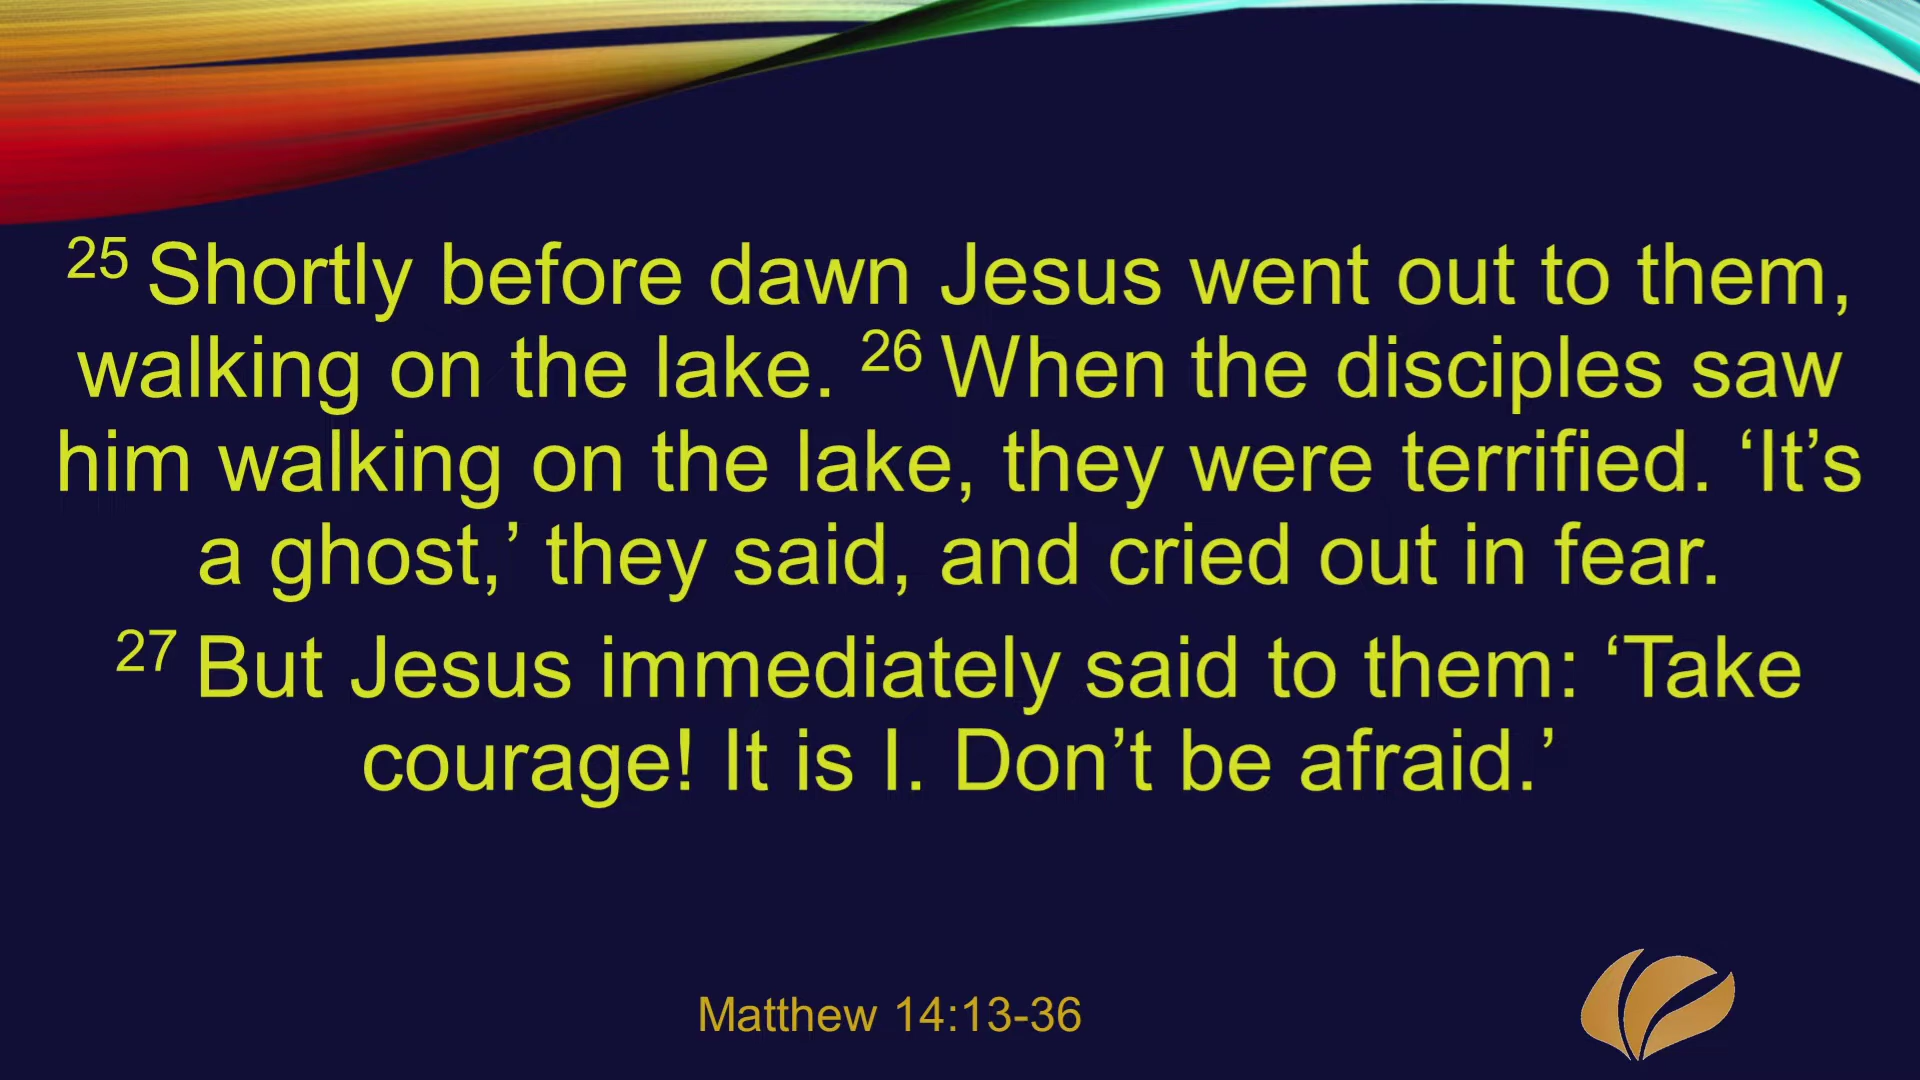 25 Shortly before dawn Jesus went out to them,
walking on the lake. 26 When the disciples saw
him walking on the lake, they were terrified. ‘It’s
a ghost,’ they said, and cried out in fear.
27 But Jesus immediately said to them: ‘Take
courage! It is I. Don’t be afraid.’
Matthew 14:13-36